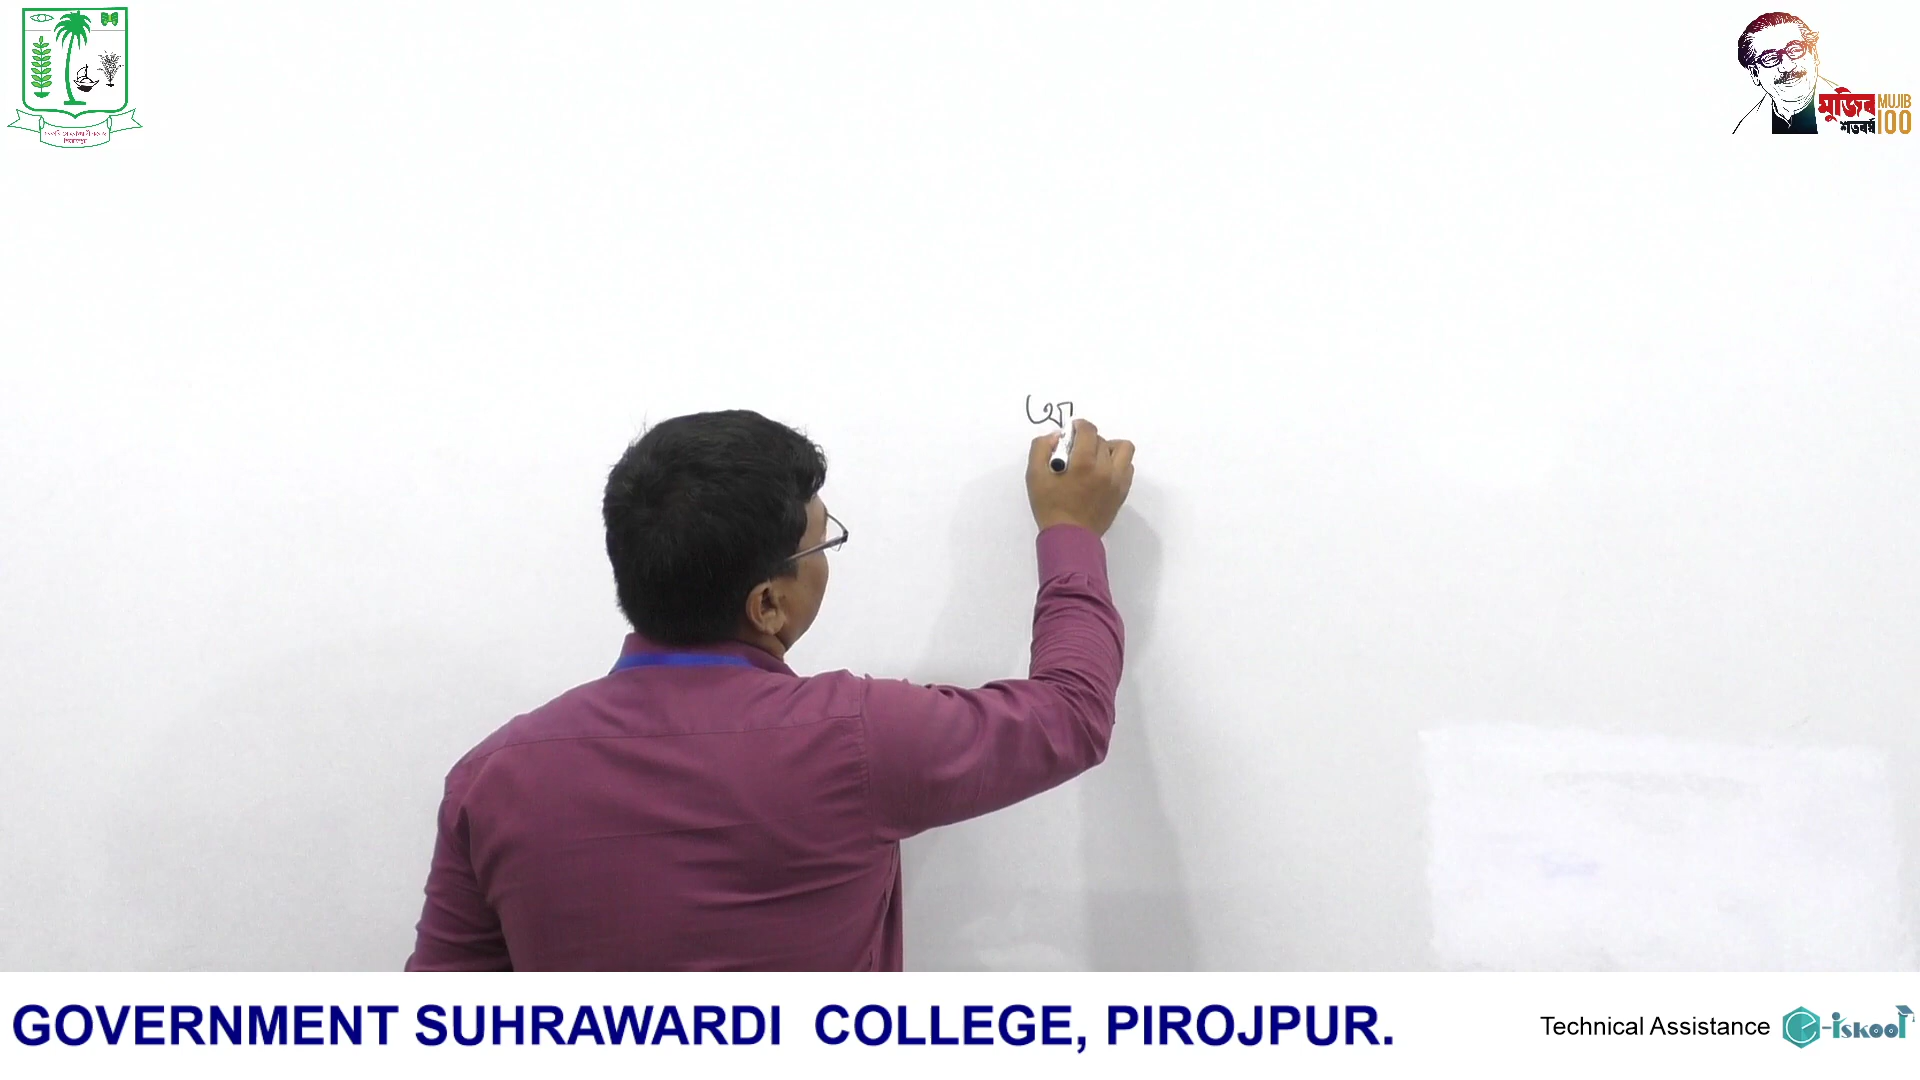 মুজিব MUJIB
শতবর্ষ 100
অ
GOVERNMENT SUHRAWARDI COLLEGE, PIROJPUR.
Technical Assistance e-iskool